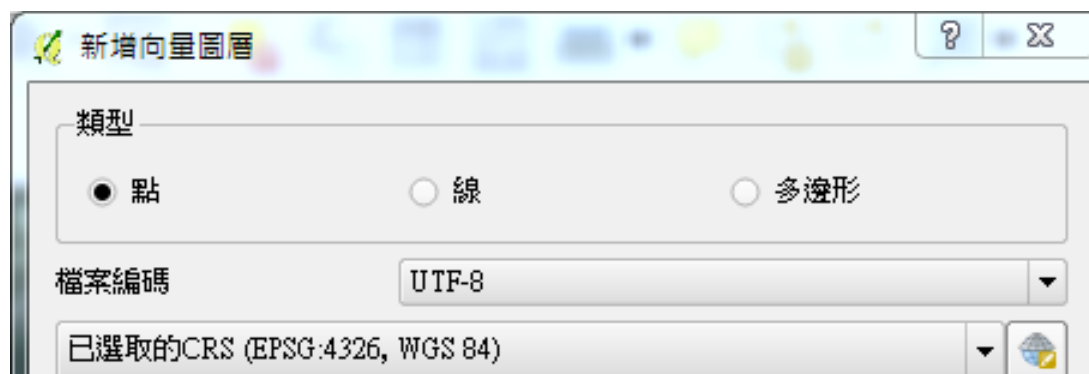 新增向量圖層
類型
點 線 多邊形
檔案編碼 UTF-8
已選取的CRS (EPSG:4326, WGS 84)